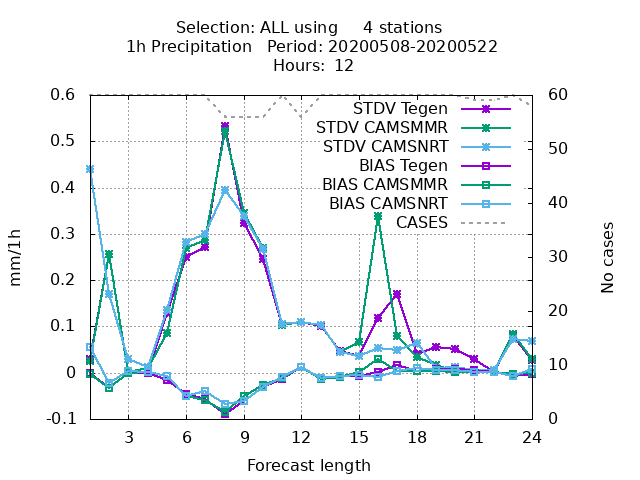 Selection: ALL using     4 stations
1h Precipitation   Period: 20200508-20200522
Hours: 12
0.6
0.5
0.4
0.3
0.2
0.1
0
-0.1
mm/1h
STDV Tegen
STDV CAMSMMR
STDV CAMSNRT
BIAS Tegen
BIAS CAMSMMR
BIAS CAMSNRT
CASES
60
50
40
30
20
10
0
No cases
3 6 9 12 15 18 21 24
Forecast length